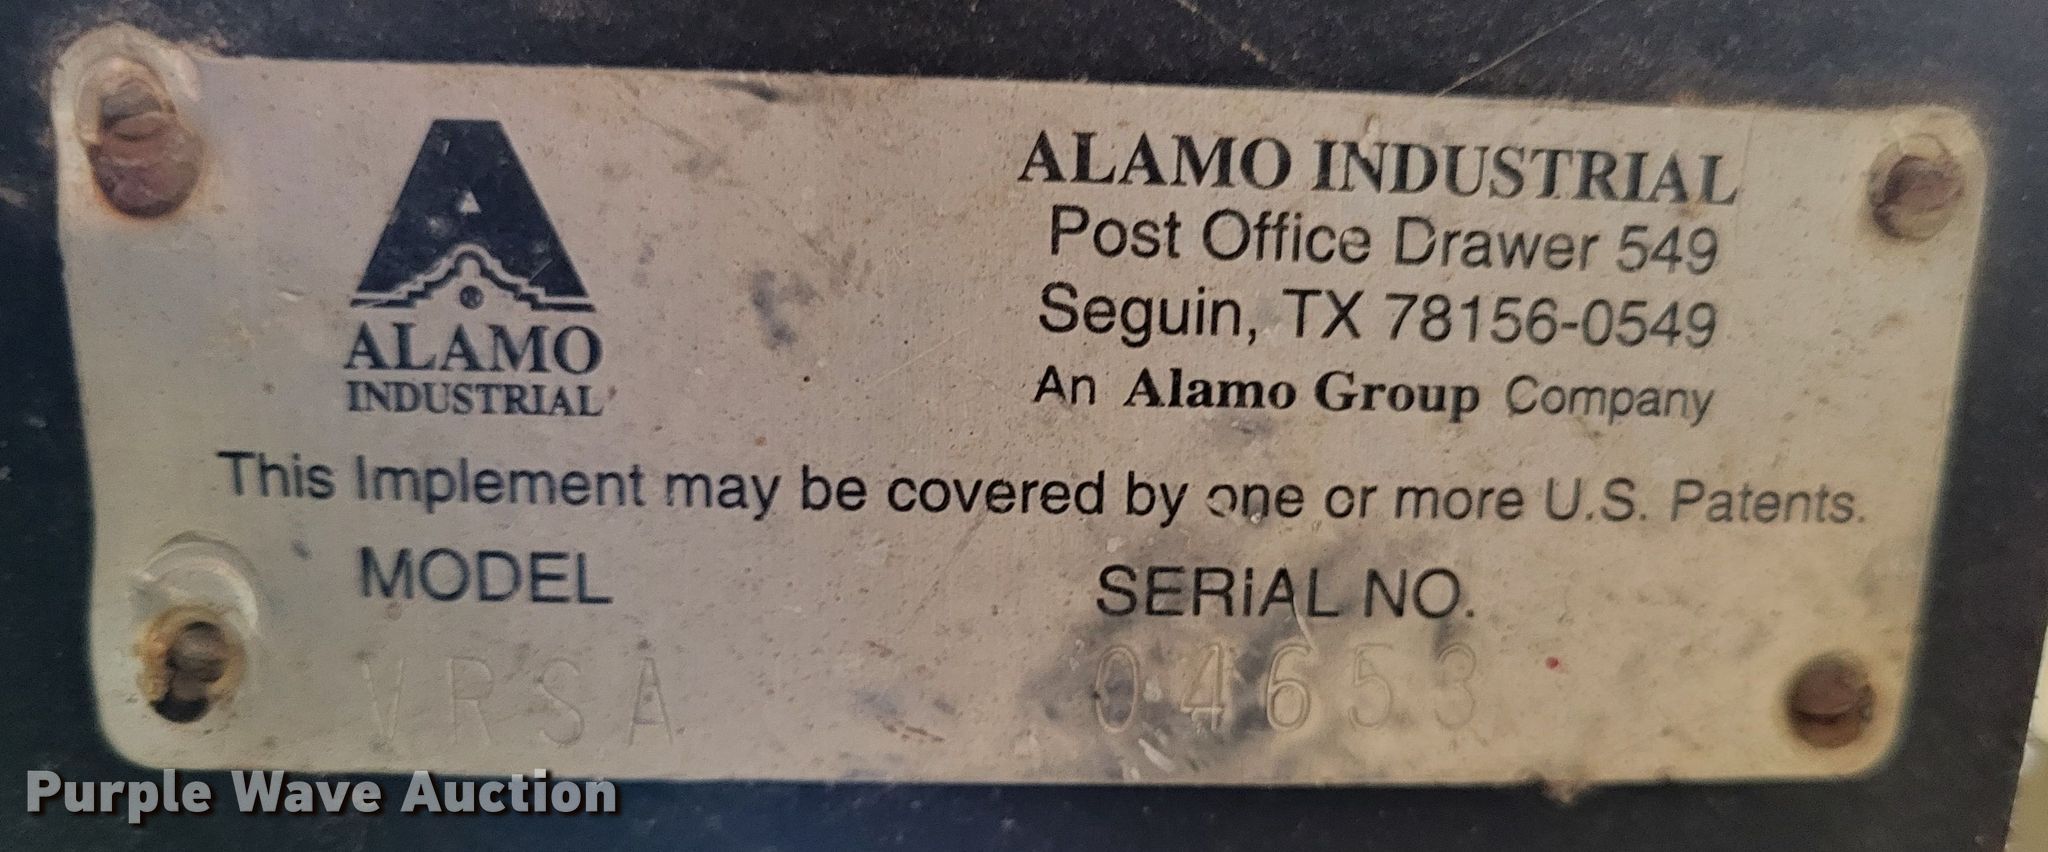 ALAMO
INDUSTRIAL
ALAMO INDUSTRIAL
Post Office Drawer 549
Seguin, TX 78156-0549
An Alamo Group Company
This Implement may be covered by one or more U.S. Patents.
MODEL
VRSA
SERIAL NO.
04653
Purple Wave Auction